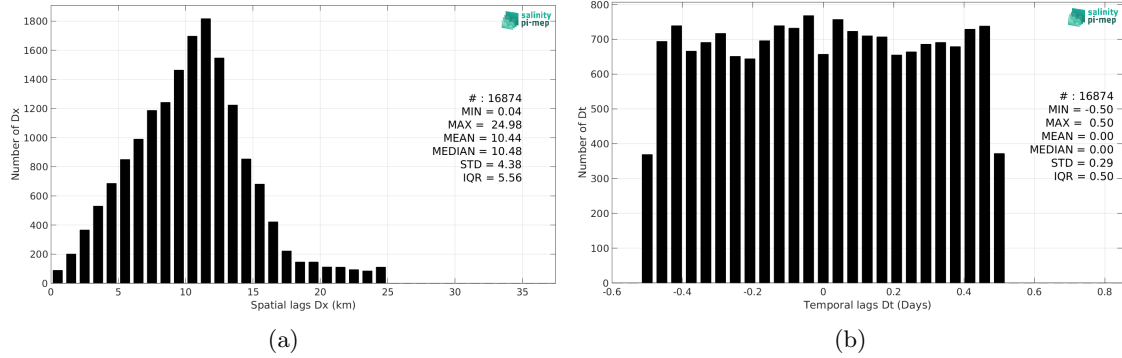 1800
1600
1400
1200
1000
800
600
400
200
0
Number of Dx
0 5 10 15 20 25 30 35
Spatial lags Dx (km)
salinity
pi-mep
# : 16874
MIN = 0.04
MAX = 24.98
MEAN = 10.44
MEDIAN = 10.48
STD = 4.38
IQR = 5.56
(a)
800
700
600
500
400
300
200
100
0
Number of Dt
-0.6 -0.4 -0.2 0 0.2 0.4 0.6 0.8
Temporal lags Dt (Days)
salinity
pi-mep
# : 16874
MIN = -0.50
MAX = 0.50
MEAN = 0.00
MEDIAN = 0.00
STD = 0.29
IQR = 0.50
(b)